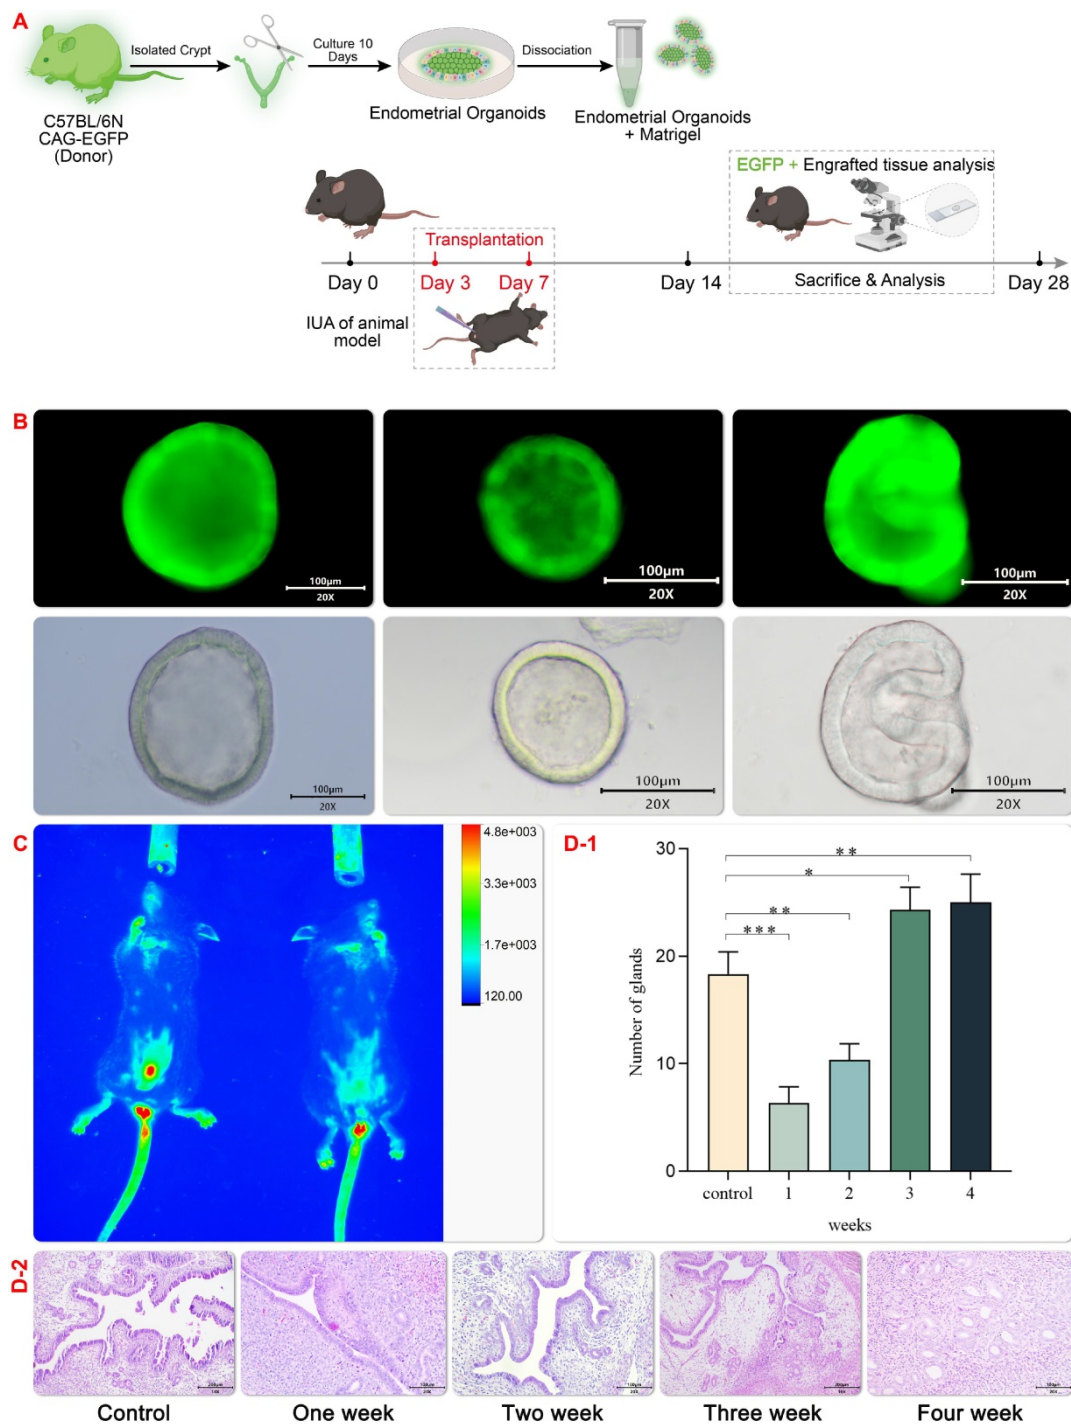 A
Isolated Crypt
Culture 10
Days
Dissociation
C57BL/6N
CAG-EGFP
(Donor)
Endometrial Organoids
Endometrial Organoids
+ Matrigel
EGFP + Engrafted tissue analysis
Transplantation
Day 0
Day 3
Day 7
Day 14
Sacrifice & Analysis
Day 28
IUA of animal
model
B
100μm
20X
100μm
20X
100μm
20X
100μm
20X
100μm
20X
100μm
20X
C
4.8e+003
3.3e+003
1.7e+003
120.00
D-1
Number of glands
30
20
10
0
**
*
**
***
control
1
2
3
4
weeks
D-2
Control
One week
Two week
Three week
Four week